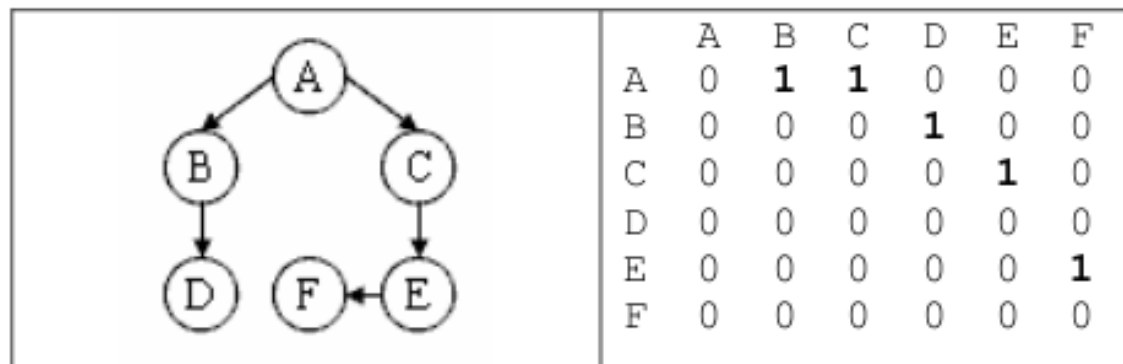 A
B C
D F E
A B C D E F
A 0 1 1 0 0 0
B 0 0 0 1 0 0
C 0 0 0 0 1 0
D 0 0 0 0 0 0
E 0 0 0 0 0 1
F 0 0 0 0 0 0